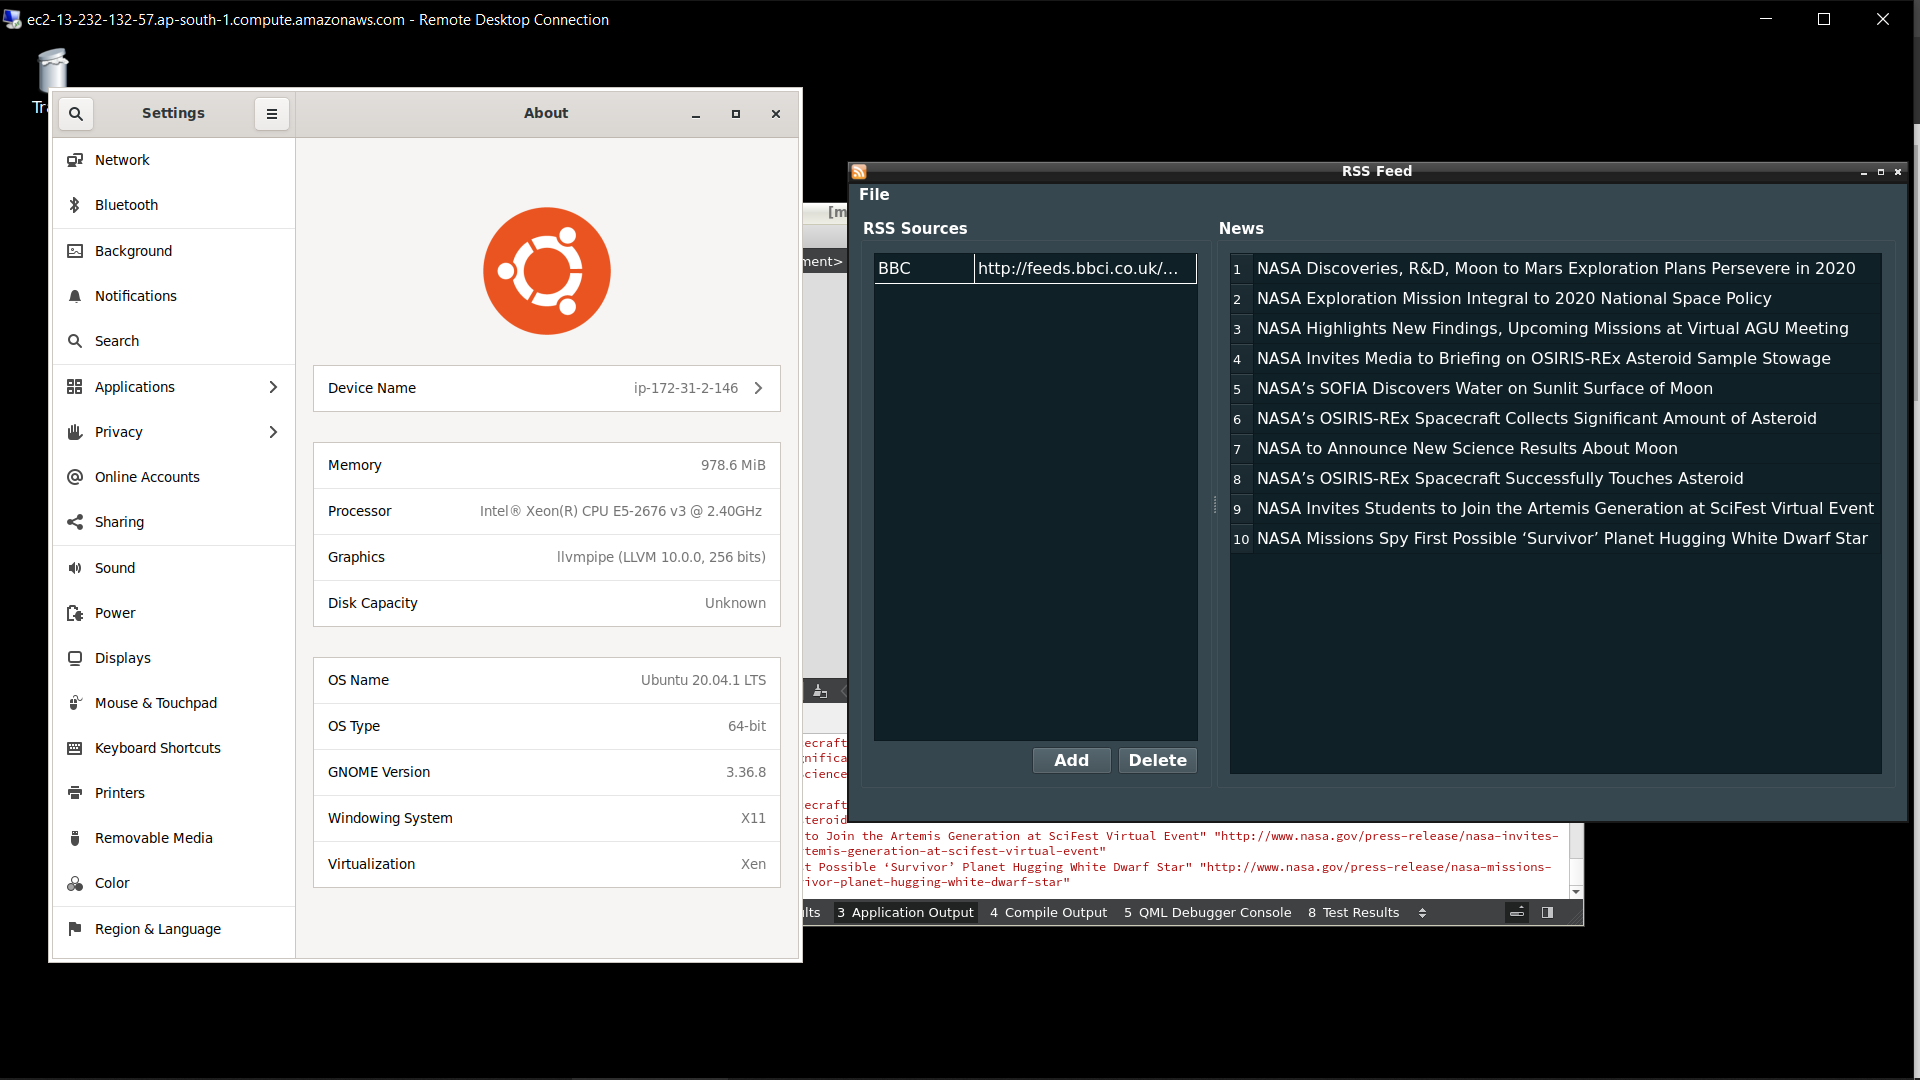 ec2-13-232-132-57.ap-south-1.compute.amazonaws.com - Remote Desktop Connection
Settings
About
Network
Bluetooth
Background
Notifications
Search
Applications
Privacy
Online Accounts
Sharing
Sound
Power
Displays
Mouse & Touchpad
Keyboard Shortcuts
Printers
Removable Media
Color
Region & Language
Device Name ip-172-31-2-146
Memory 978.6 MiB
Processor Intel® Xeon(R) CPU E5-2676 v3 @ 2.40GHz
Graphics llvmpipe (LLVM 10.0.0, 256 bits)
Disk Capacity Unknown
OS Name Ubuntu 20.04.1 LTS
OS Type 64-bit
GNOME Version 3.36.8
Windowing System X11
Virtualization Xen
RSS Feed
File
RSS Sources
BBC http://feeds.bbci.co.uk/...
Add Delete
News
1 NASA Discoveries, R&D, Moon to Mars Exploration Plans Persevere in 2020
2 NASA Exploration Mission Integral to 2020 National Space Policy
3 NASA Highlights New Findings, Upcoming Missions at Virtual AGU Meeting
4 NASA Invites Media to Briefing on OSIRIS-REx Asteroid Sample Stowage
5 NASA’s SOFIA Discovers Water on Sunlit Surface of Moon
6 NASA’s OSIRIS-REx Spacecraft Collects Significant Amount of Asteroid
7 NASA to Announce New Science Results About Moon
8 NASA’s OSIRIS-REx Spacecraft Successfully Touches Asteroid
9 NASA Invites Students to Join the Artemis Generation at SciFest Virtual Event
10 NASA Missions Spy First Possible ‘Survivor’ Planet Hugging White Dwarf Star
[m
ment>
ecraft
nifica
cience
ecraft
teroid
to Join the Artemis Generation at SciFest Virtual Event" "http://www.nasa.gov/press-release/nasa-invites-
temis-generation-at-scifest-virtual-event"
t Possible ‘Survivor’ Planet Hugging White Dwarf Star" "http://www.nasa.gov/press-release/nasa-missions-
ivor-planet-hugging-white-dwarf-star"
lts 3 Application Output 4 Compile Output 5 QML Debugger Console 8 Test Results